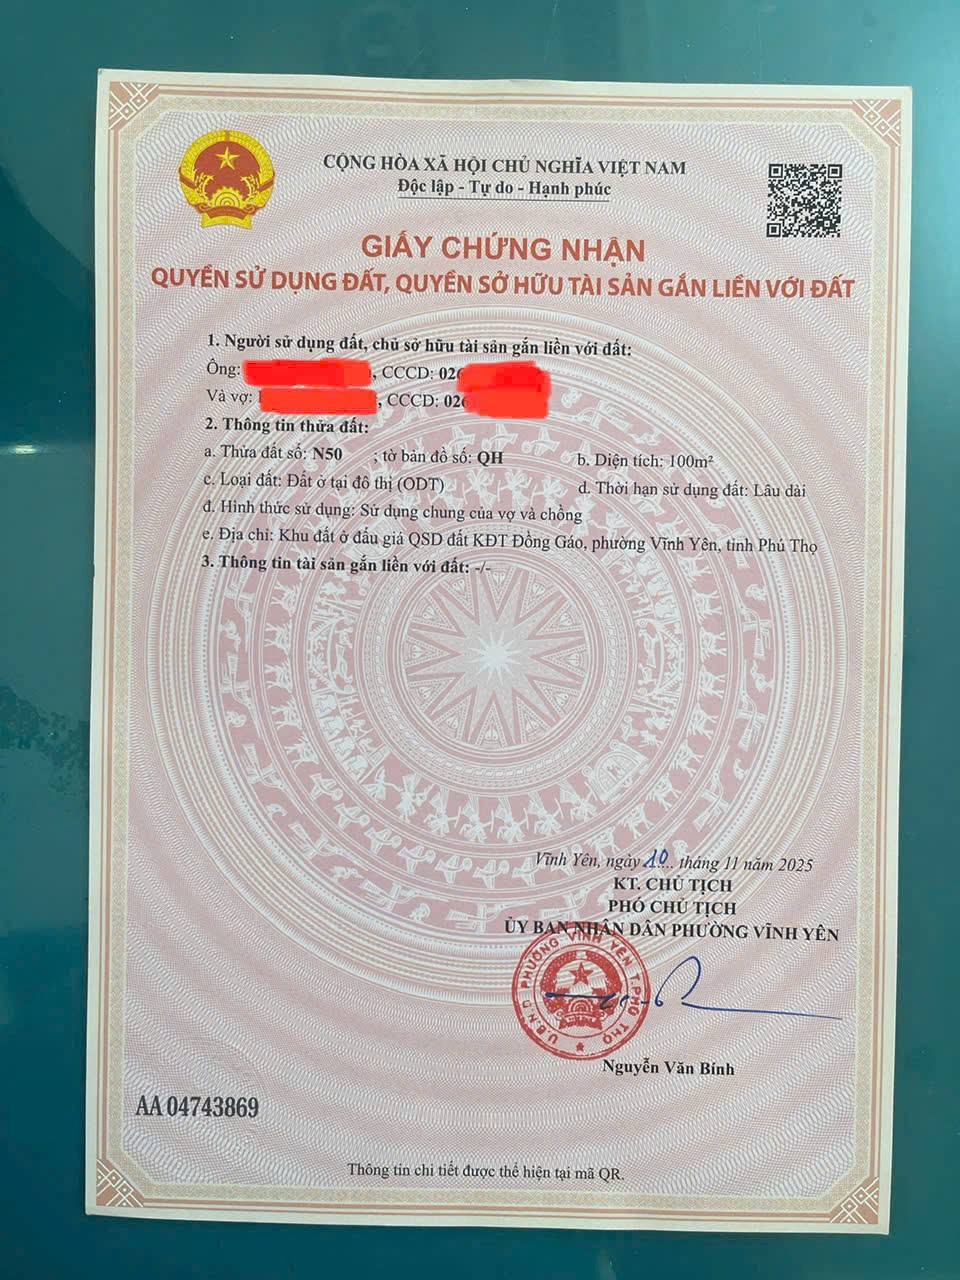 CỘNG HÒA XÃ HỘI CHỦ NGHĨA VIỆT NAM
Độc lập - Tự do - Hạnh phúc
GIẤY CHỨNG NHẬN
QUYỀN SỬ DỤNG ĐẤT, QUYỀN SỞ HỮU TÀI SẢN GẮN LIỀN VỚI ĐẤT
1. Người sử dụng đất, chủ sở hữu tài sản gắn liền với đất:
Ông: , CCCD: 026
Và vợ: , CCCD: 026
2. Thông tin thửa đất:
a. Thửa đất số: N50 ; tờ bản đồ số: QH b. Diện tích: 100m²
c. Loại đất: Đất ở tại đô thị (ODT) d. Thời hạn sử dụng đất: Lâu dài
đ. Hình thức sử dụng: Sử dụng chung của vợ và chồng
e. Địa chỉ: Khu đất ở đấu giá QSD đất KĐT Đồng Gáo, phường Vĩnh Yên, tỉnh Phú Thọ
3. Thông tin tài sản gắn liền với đất: -/-
Vĩnh Yên, ngày 10... tháng 11 năm 2025
KT. CHỦ TỊCH
PHÓ CHỦ TỊCH
ỦY BAN NHÂN DÂN PHƯỜNG VĨNH YÊN
U.B.N.D PHƯỜNG VĨNH YÊN T.PHÚ THỌ
Nguyễn Văn Bính
AA 04743869
Thông tin chi tiết được thể hiện tại mã QR.